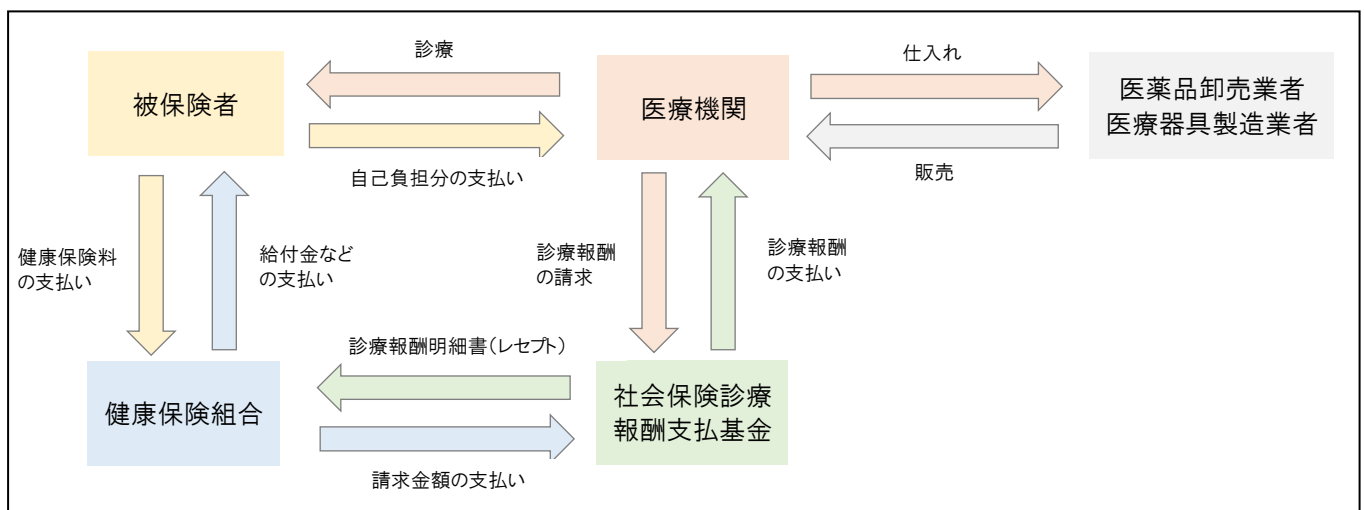 診療
仕入れ
被保険者
医療機関
医薬品卸売業者
医療器具製造業者
自己負担分の支払い
販売
健康保険料
の支払い
給付金など
の支払い
診療報酬
の請求
診療報酬
の支払い
診療報酬明細書(レセプト)
健康保険組合
社会保険診療
報酬支払基金
請求金額の支払い